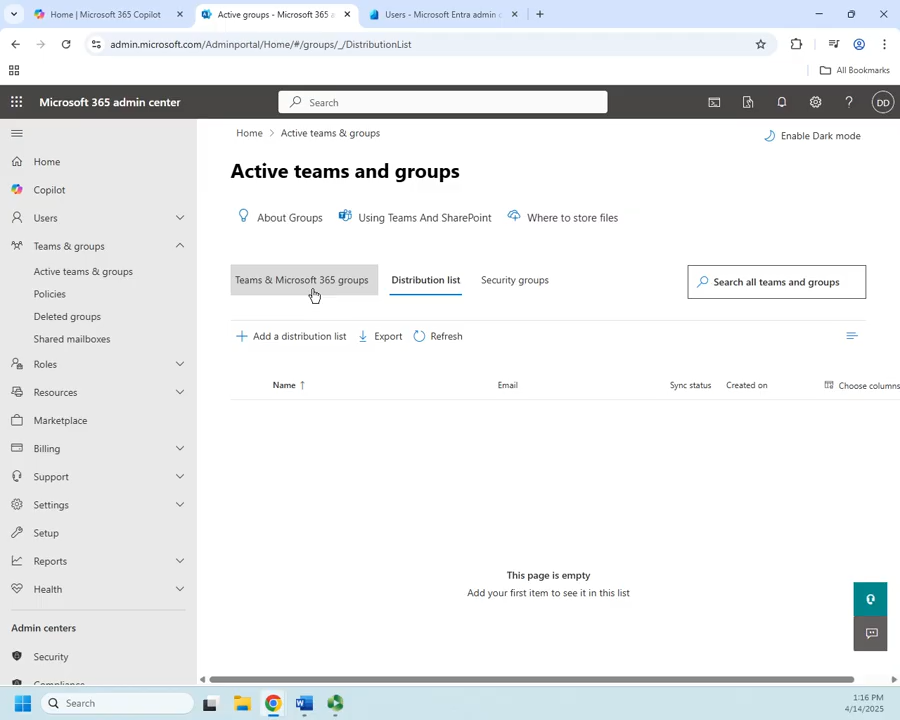 Home | Microsoft 365 Copilot
Active groups - Microsoft 365 a
Users - Microsoft Entra admin c
admin.microsoft.com/Adminportal/Home/#/groups/_/DistributionList
All Bookmarks
Microsoft 365 admin center
Search
DD
Home
Copilot
Users
Teams & groups
Active teams & groups
Policies
Deleted groups
Shared mailboxes
Roles
Resources
Marketplace
Billing
Support
Settings
Setup
Reports
Health
Admin centers
Security
Compliance
Home > Active teams & groups
Enable Dark mode
Active teams and groups
About Groups
Using Teams And SharePoint
Where to store files
Teams & Microsoft 365 groups
Distribution list
Security groups
Search all teams and groups
Add a distribution list
Export
Refresh
Name ↑
Email
Sync status
Created on
Choose columns
This page is empty
Add your first item to see it in this list
Search
1:16 PM
4/14/2025